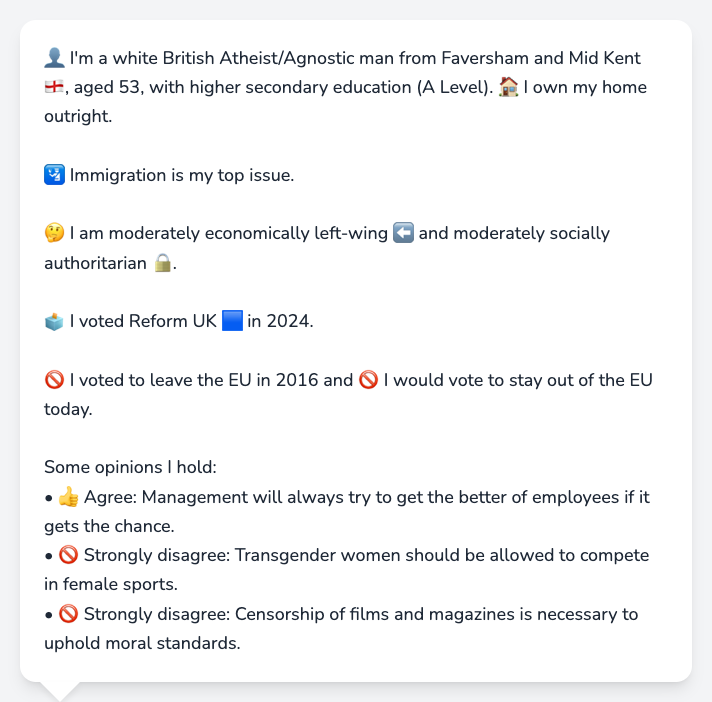 👤 I'm a white British Atheist/Agnostic man from Faversham and Mid Kent
🏴󠁧󠁢󠁥󠁮󠁧󠁿, aged 53, with higher secondary education (A Level). 🏠 I own my home
outright.
🛂 Immigration is my top issue.
🤔 I am moderately economically left-wing ⬅️ and moderately socially
authoritarian 🔒.
🗳️ I voted Reform UK 🟦 in 2024.
🚫 I voted to leave the EU in 2016 and 🚫 I would vote to stay out of the EU
today.
Some opinions I hold:
• 👍 Agree: Management will always try to get the better of employees if it
gets the chance.
• 🚫 Strongly disagree: Transgender women should be allowed to compete
in female sports.
• 🚫 Strongly disagree: Censorship of films and magazines is necessary to
uphold moral standards.